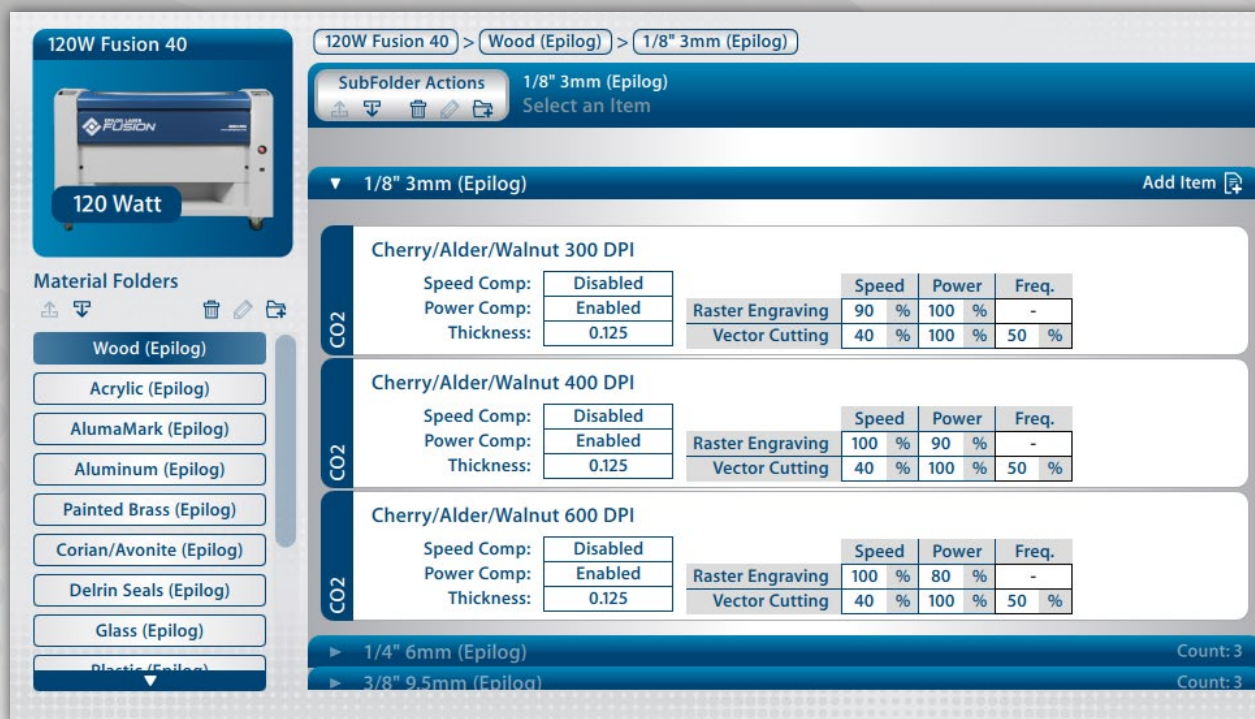 120W Fusion 40
EPILOG LASER
FUSION
120 Watt
Material Folders
Wood (Epilog)
Acrylic (Epilog)
AlumaMark (Epilog)
Aluminum (Epilog)
Painted Brass (Epilog)
Corian/Avonite (Epilog)
Delrin Seals (Epilog)
Glass (Epilog)
Plastic (Epilog)
120W Fusion 40 > Wood (Epilog) > 1/8" 3mm (Epilog)
SubFolder Actions
1/8" 3mm (Epilog)
Select an Item
1/8" 3mm (Epilog) Add Item
CO2
Cherry/Alder/Walnut 300 DPI
Speed Comp: Disabled
Power Comp: Enabled
Thickness: 0.125
Speed Power Freq.
Raster Engraving 90 % 100 % -
Vector Cutting 40 % 100 % 50 %
CO2
Cherry/Alder/Walnut 400 DPI
Speed Comp: Disabled
Power Comp: Enabled
Thickness: 0.125
Speed Power Freq.
Raster Engraving 100 % 90 % -
Vector Cutting 40 % 100 % 50 %
CO2
Cherry/Alder/Walnut 600 DPI
Speed Comp: Disabled
Power Comp: Enabled
Thickness: 0.125
Speed Power Freq.
Raster Engraving 100 % 80 % -
Vector Cutting 40 % 100 % 50 %
1/4" 6mm (Epilog) Count: 3
3/8" 9.5mm (Epilog) Count: 3